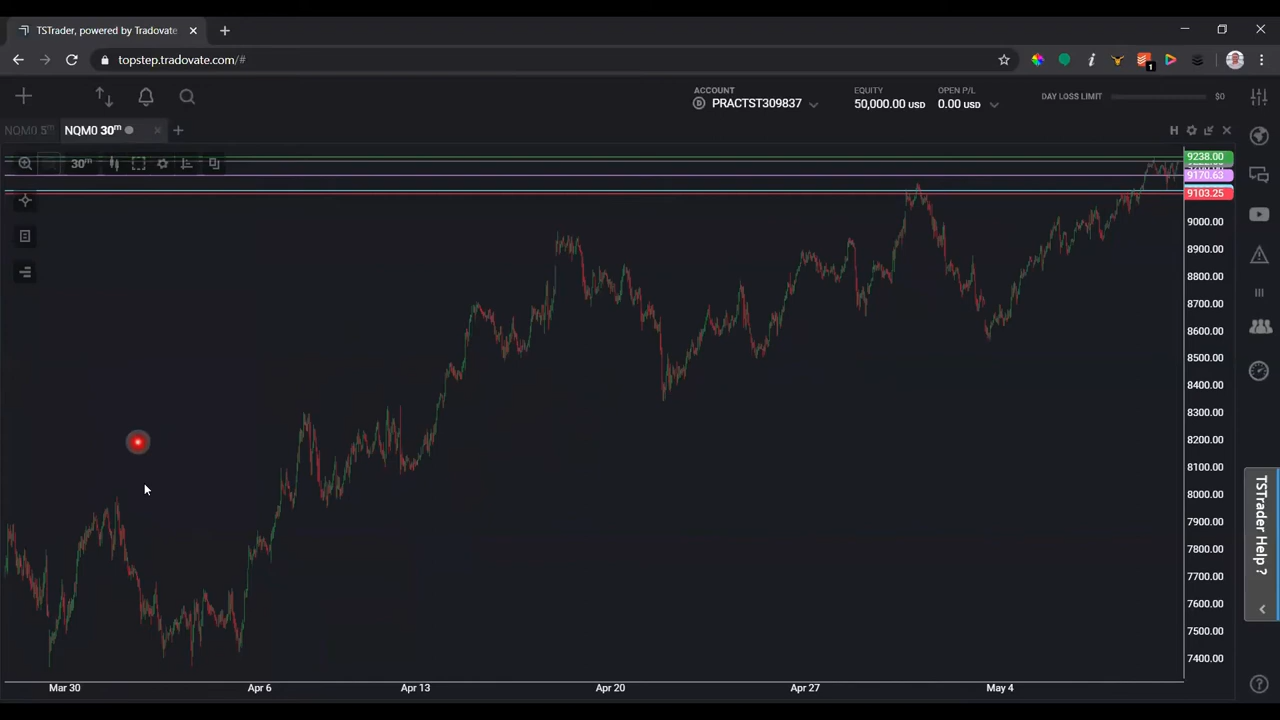 TSTrader, powered by Tradovate
topstep.tradovate.com/#
1
ACCOUNT
PRACTST309837
EQUITY
50,000.00 USD
OPEN P/L
0.00 USD
DAY LOSS LIMIT
$0
NQM0 5m
NQM0 30m
H
30m
9238.00
9170.63
9103.25
9000.00
8900.00
8800.00
8700.00
8600.00
8500.00
8400.00
8300.00
8200.00
8100.00
8000.00
7900.00
7800.00
7700.00
7600.00
7500.00
7400.00
TSTrader Help ?
Mar 30
Apr 6
Apr 13
Apr 20
Apr 27
May 4